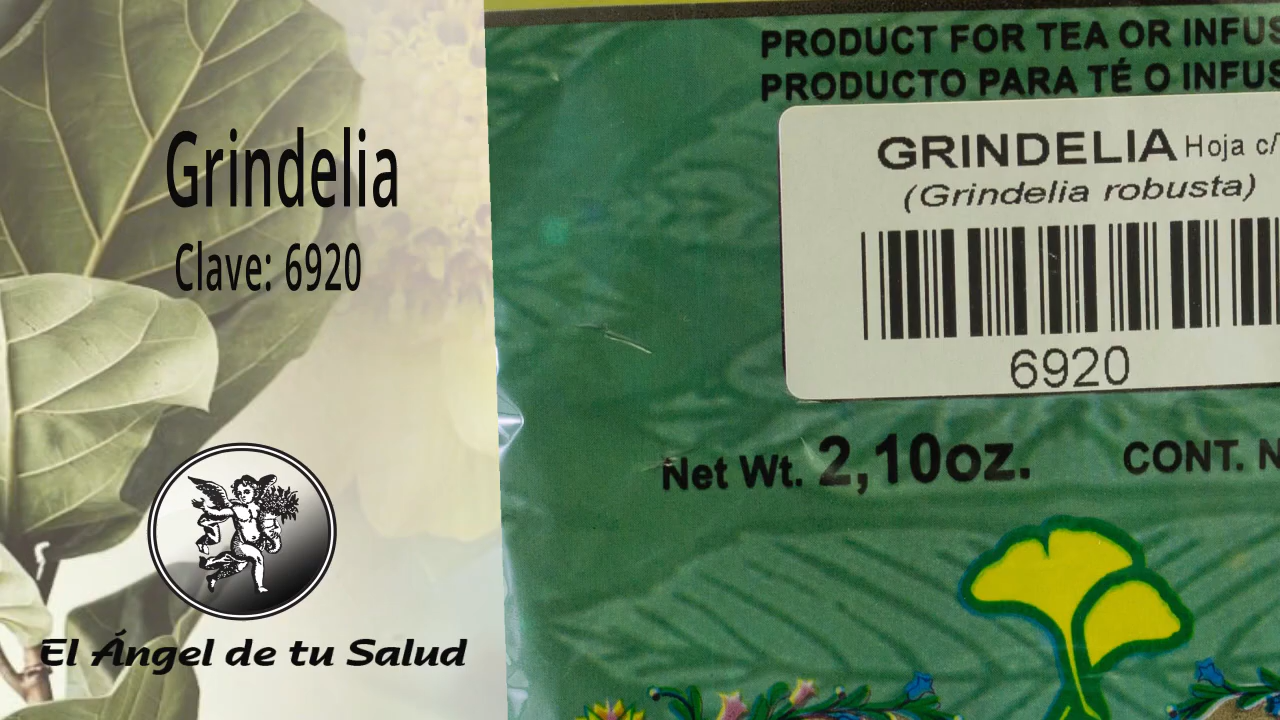 Grindelia
Clave: 6920
El Ángel de tu Salud
PRODUCT FOR TEA OR INFUS
PRODUCTO PARA TÉ O INFUS
GRINDELIA Hoja c/
(Grindelia robusta)
6920
Net Wt. 2,10oz. CONT. N